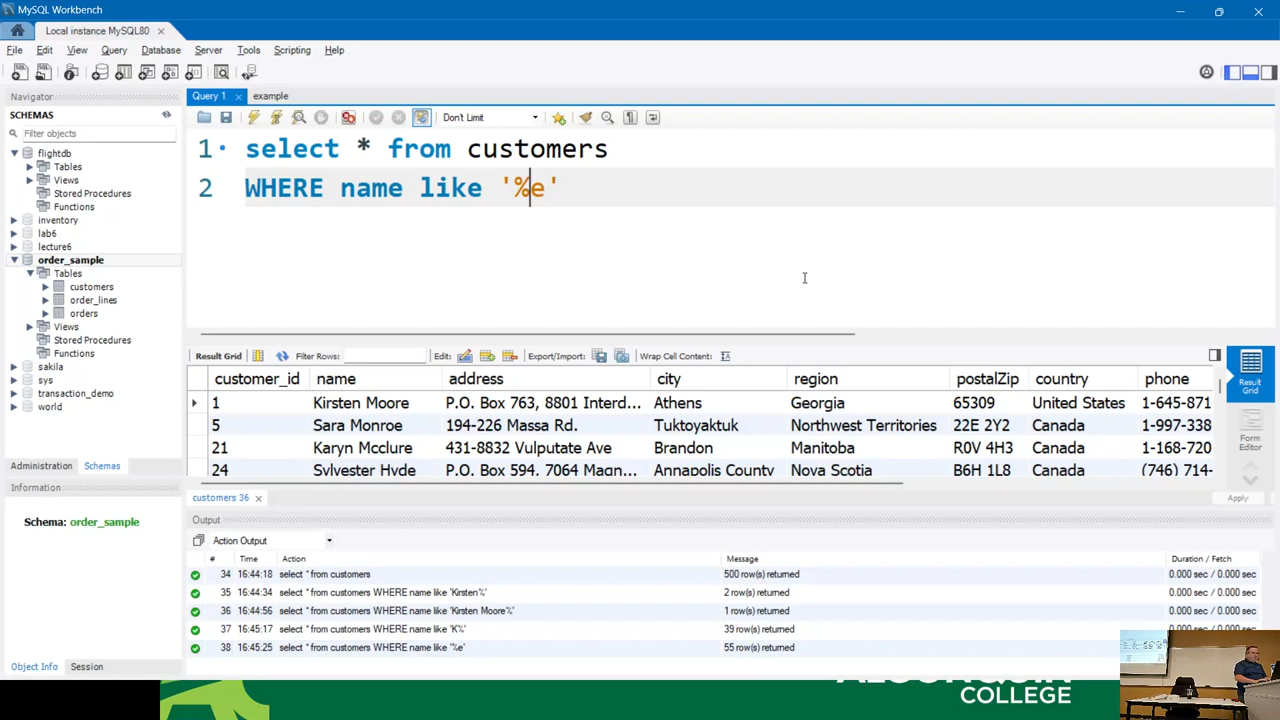 MySQL Workbench
Local instance MySQL80
File Edit View Query Database Server Tools Scripting Help
Navigator
SCHEMAS
Filter objects
flightdb
Tables
Views
Stored Procedures
Functions
inventory
lab6
lecture6
order_sample
Tables
customers
order_lines
orders
Views
Stored Procedures
Functions
sakila
sys
transaction_demo
world
Administration Schemas
Information
Schema: order_sample
Object Info Session
Query 1 example
Don't Limit
1 select * from customers
2 WHERE name like '%e'
Result Grid Filter Rows: Edit: Export/Import: Wrap Cell Content:
customer_id name address city region postalZip country phone
1 Kirsten Moore P.O. Box 763, 8801 Interd... Athens Georgia 65309 United States 1-645-871
5 Sara Monroe 194-226 Massa Rd. Tuktoyaktuk Northwest Territories 22E 2Y2 Canada 1-997-338
21 Karyn Mcclure 431-8832 Vulputate Ave Brandon Manitoba R0V 4H3 Canada 1-168-720
24 Sylvester Hyde P.O. Box 594, 7064 Magn... Annapolis County Nova Scotia B6H 1L8 Canada (746) 714-
Result Grid
Form Editor
customers 36
Apply
Output
Action Output
# Time Action Message Duration / Fetch
34 16:44:18 select * from customers 500 row(s) returned 0.000 sec / 0.000 sec
35 16:44:34 select * from customers WHERE name like 'Kirsten%' 2 row(s) returned 0.000 sec / 0.000 sec
36 16:44:56 select * from customers WHERE name like 'Kirsten Moore%' 1 row(s) returned 0.000 sec / 0.000 sec
37 16:45:17 select * from customers WHERE name like 'K%' 39 row(s) returned 0.000 sec / 0.000 sec
38 16:45:25 select * from customers WHERE name like '%e' 55 row(s) returned
ALGONQUIN
COLLEGE